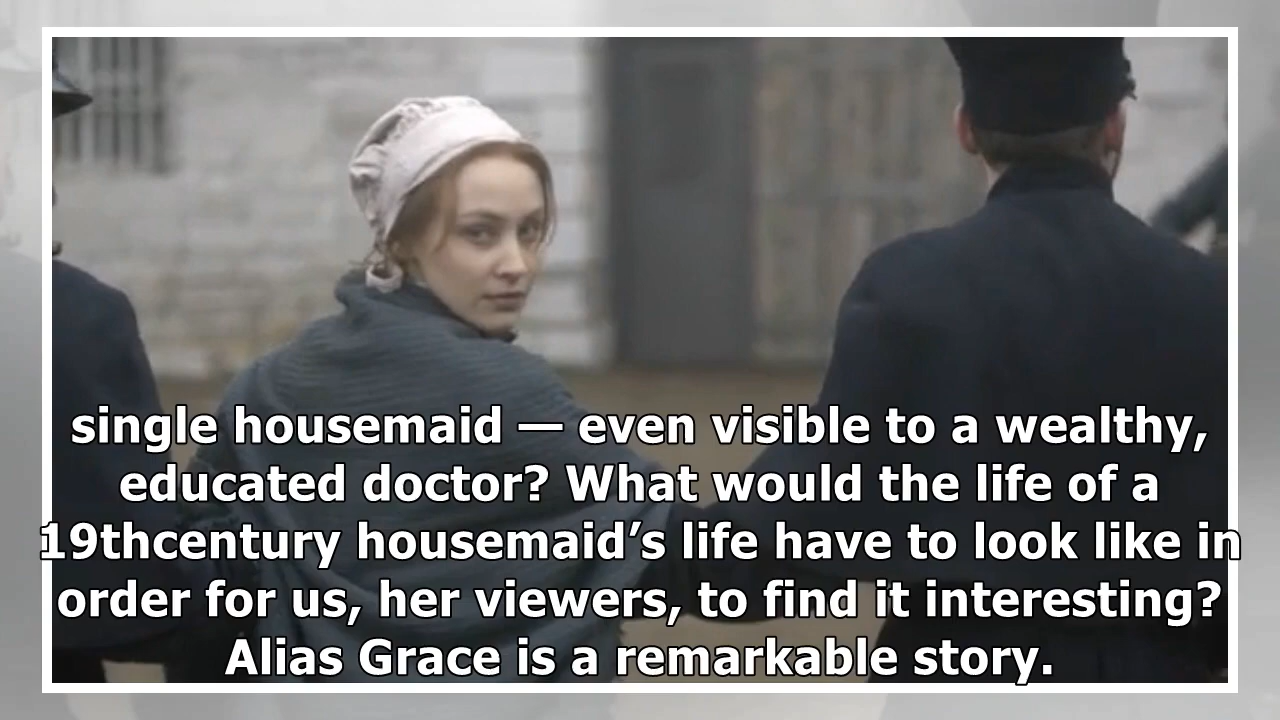 single housemaid — even visible to a wealthy,
educated doctor? What would the life of a
19thcentury housemaid’s life have to look like in
order for us, her viewers, to find it interesting?
Alias Grace is a remarkable story.